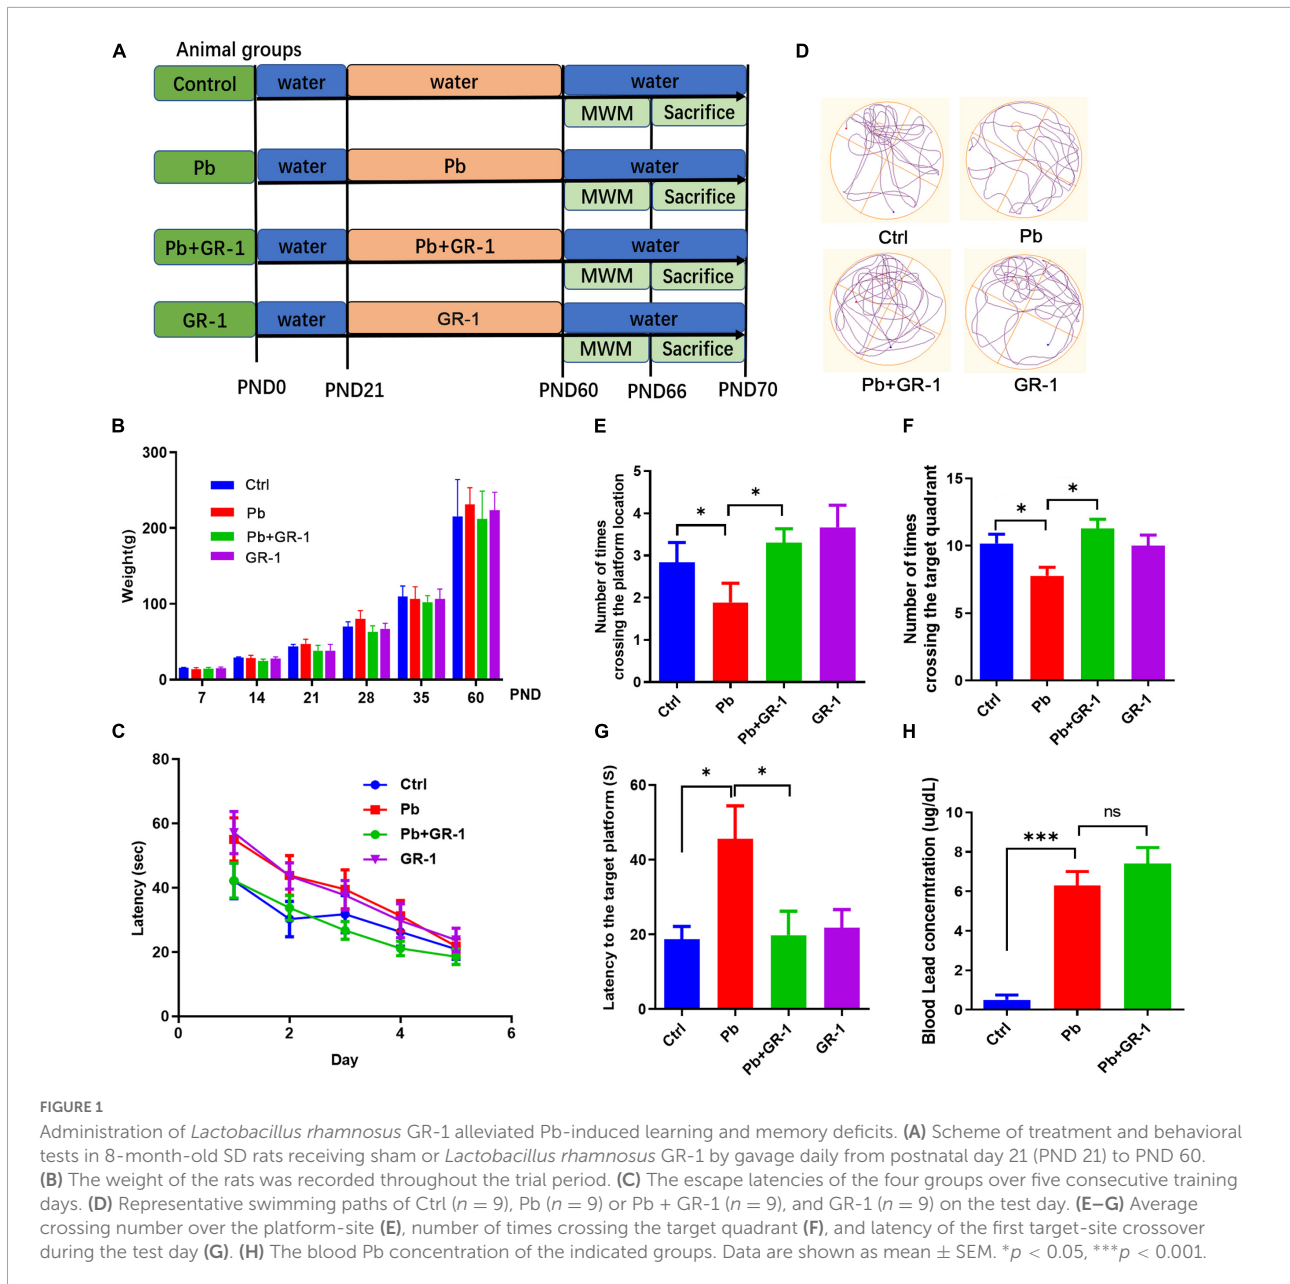 A
Animal groups
Control water water water
MWM Sacrifice
Pb water Pb water
MWM Sacrifice
Pb+GR-1 water Pb+GR-1 water
MWM Sacrifice
GR-1 water GR-1 water
MWM Sacrifice
PND0 PND21 PND60 PND66 PND70
D
Ctrl Pb
Pb+GR-1 GR-1
B
Weight(g)
300
200
100
0
Ctrl
Pb
Pb+GR-1
GR-1
7 14 21 28 35 60 PND
E
Number of times
crossing the platform location
5
4
3
2
1
0
* *
Ctrl Pb Pb+GR-1 GR-1
F
Number of times
crossing the target quadrant
15
10
5
0
* *
Ctrl Pb Pb+GR-1 GR-1
C
Latency (sec)
80
60
40
20
0
Ctrl
Pb
Pb+GR-1
GR-1
0 2 4 6
Day
G
Latency to the target platform (S)
60
40
20
0
* *
Ctrl Pb Pb+GR-1 GR-1
H
Blood Lead concerntration (ug/dL)
10
8
6
4
2
0
*** ns
Ctrl Pb Pb+GR-1
FIGURE 1
Administration of Lactobacillus rhamnosus GR-1 alleviated Pb-induced learning and memory deficits. (A) Scheme of treatment and behavioral
tests in 8-month-old SD rats receiving sham or Lactobacillus rhamnosus GR-1 by gavage daily from postnatal day 21 (PND 21) to PND 60.
(B) The weight of the rats was recorded throughout the trial period. (C) The escape latencies of the four groups over five consecutive training
days. (D) Representative swimming paths of Ctrl (n = 9), Pb (n = 9) or Pb + GR-1 (n = 9), and GR-1 (n = 9) on the test day. (E–G) Average
crossing number over the platform-site (E), number of times crossing the target quadrant (F), and latency of the first target-site crossover
during the test day (G). (H) The blood Pb concentration of the indicated groups. Data are shown as mean ± SEM. *p < 0.05, ***p < 0.001.